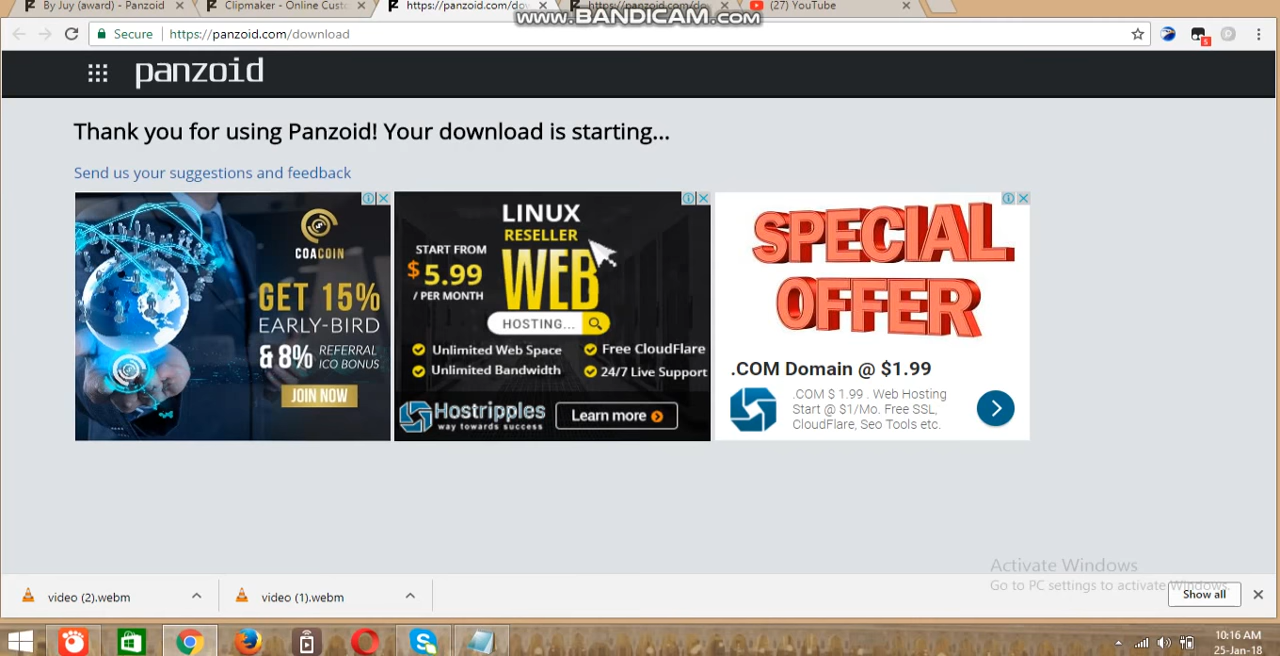 By Juy (award) - Panzoid
Clipmaker - Online Custo
https://panzoid.com/dow
https://panzoid.com/dow
(27) YouTube
www.BANDICAM.com
Secure
https://panzoid.com/download
panzoid
Thank you for using Panzoid! Your download is starting...
Send us your suggestions and feedback
COACOIN
GET 15%
EARLY-BIRD
& 8% REFERRAL
ICO BONUS
JOIN NOW
LINUX
RESELLER
START FROM
$5.99
/ PER MONTH
WEB
HOSTING...
Unlimited Web Space
Free CloudFlare
Unlimited Bandwidth
24/7 Live Support
Hostripples
way towards success
Learn more
SPECIAL
OFFER
.COM Domain @ $1.99
.COM $ 1.99 . Web Hosting
Start @ $1/Mo. Free SSL,
CloudFlare, Seo Tools etc.
Activate Windows
Go to PC settings to activate Windows.
video (2).webm
video (1).webm
Show all
10:16 AM
25-Jan-18